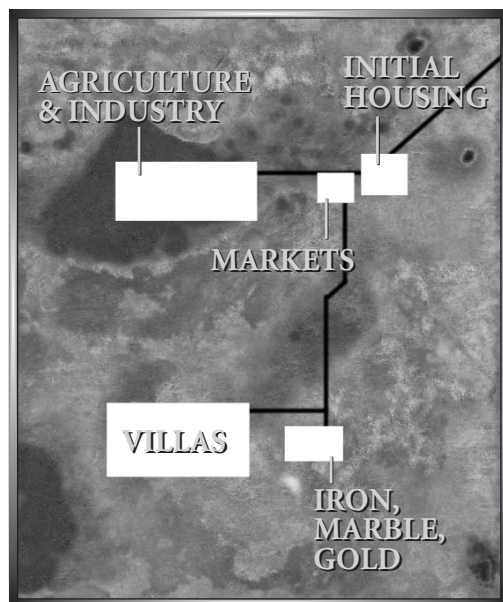 AGRICULTURE
& INDUSTRY
INITIAL
HOUSING
MARKETS
VILLAS
IRON,
MARBLE,
GOLD